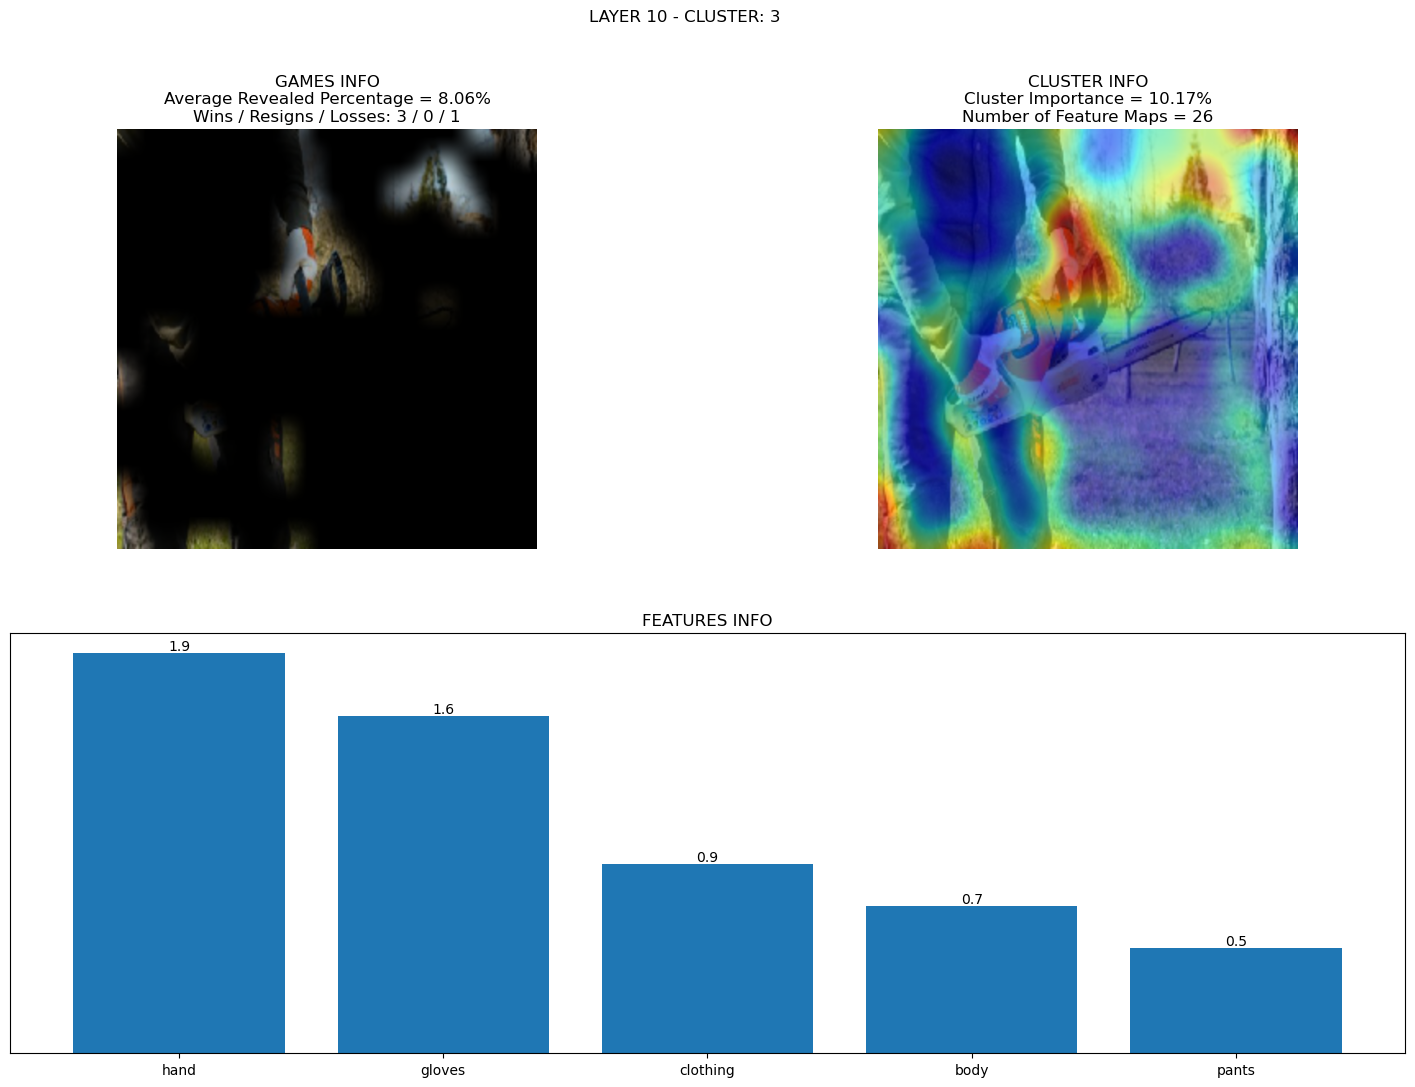 LAYER 10 - CLUSTER: 3
GAMES INFO
Average Revealed Percentage = 8.06%
Wins / Resigns / Losses: 3 / 0 / 1
CLUSTER INFO
Cluster Importance = 10.17%
Number of Feature Maps = 26
FEATURES INFO
1.9
1.6
0.9
0.7
0.5
hand
gloves
clothing
body
pants